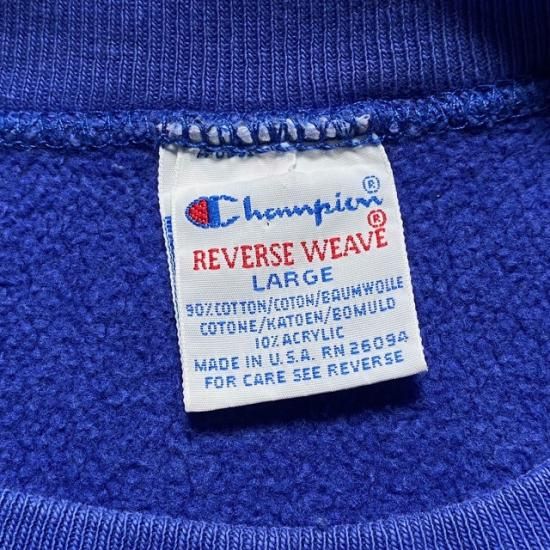 Champion®
REVERSE WEAVE®
LARGE
90% COTTON/COTON/BAUMWOLLE
COTONE/KATOEN/BOMULD
10% ACRYLIC
MADE IN U.S.A. RN 26094
FOR CARE SEE REVERSE